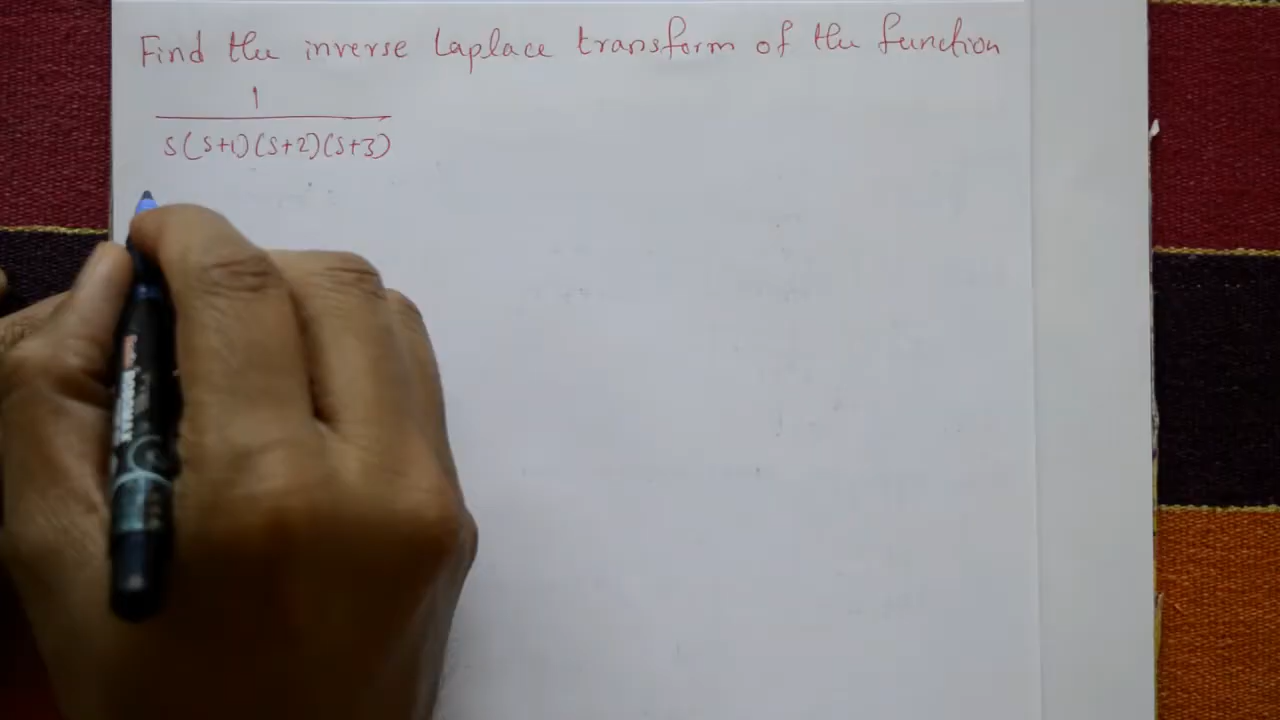 Find the inverse Laplace transform of the function
1
s(s+1)(s+2)(s+3)